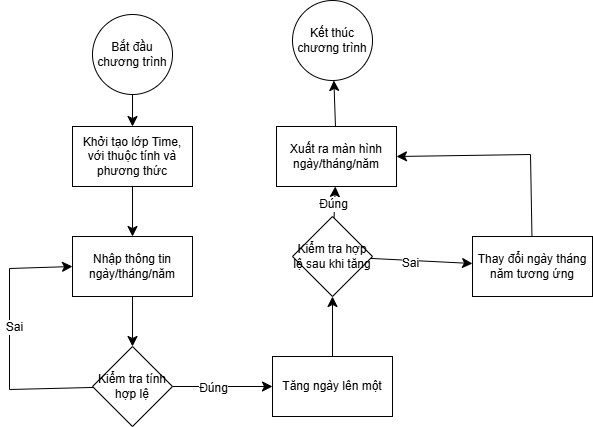 Bắt đầu
chương trình
Khởi tạo lớp Time,
với thuộc tính và
phương thức
Nhập thông tin
ngày/tháng/năm
Sai
Kiểm tra tính
hợp lệ
Đúng
Tăng ngày lên một
Kiểm tra hợp
lệ sau khi tăng
Đúng
Sai
Thay đổi ngày tháng
năm tương ứng
Xuất ra màn hình
ngày/tháng/năm
Kết thúc
chương trình